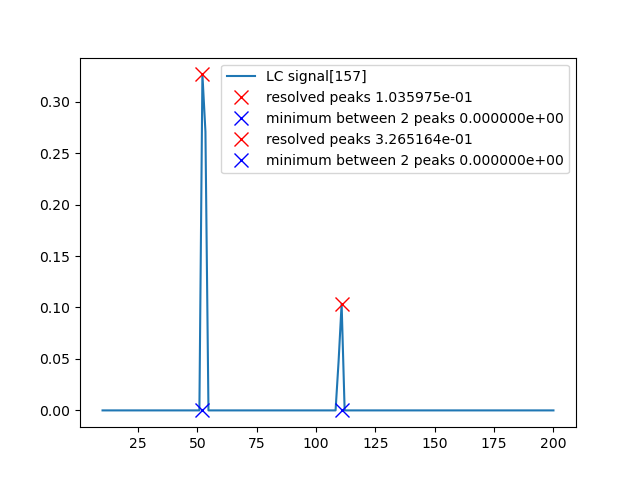 LC signal[157]
resolved peaks 1.035975e-01
minimum between 2 peaks 0.000000e+00
resolved peaks 3.265164e-01
minimum between 2 peaks 0.000000e+00
0.30
0.25
0.20
0.15
0.10
0.05
0.00
25 50 75 100 125 150 175 200